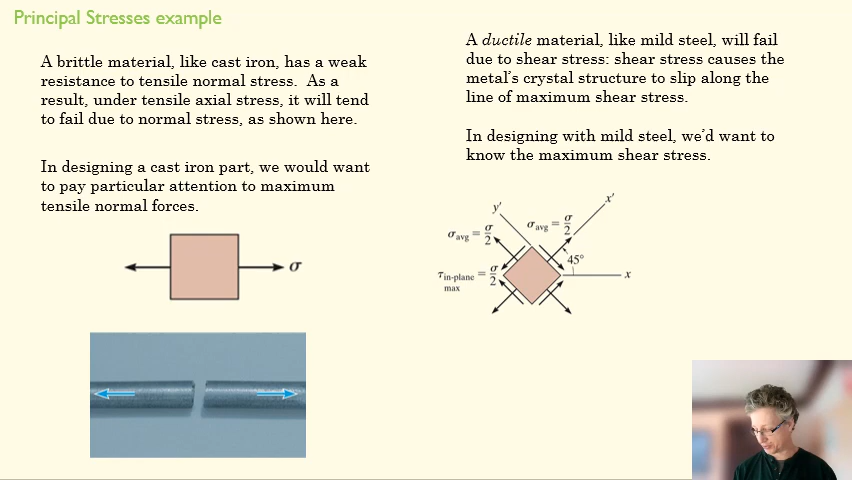 Principal Stresses example
A brittle material, like cast iron, has a weak
resistance to tensile normal stress. As a
result, under tensile axial stress, it will tend
to fail due to normal stress, as shown here.
In designing a cast iron part, we would want
to pay particular attention to maximum
tensile normal forces.
σ
A ductile material, like mild steel, will fail
due to shear stress: shear stress causes the
metal's crystal structure to slip along the
line of maximum shear stress.
In designing with mild steel, we'd want to
know the maximum shear stress.
y'
x'
σavg = σ/2
σavg = σ/2
45°
x
τin-plane max = σ/2